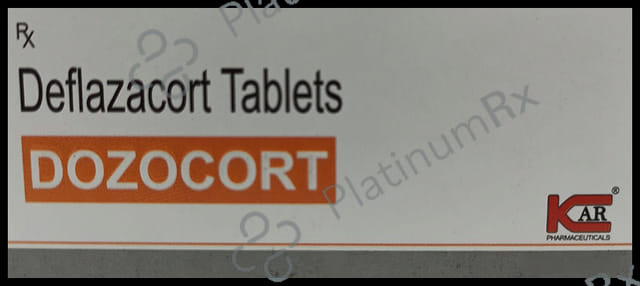 Rx
Deflazacort Tablets
DOZOCORT
KAR®
PHARMACEUTICALS
PlatinumRx